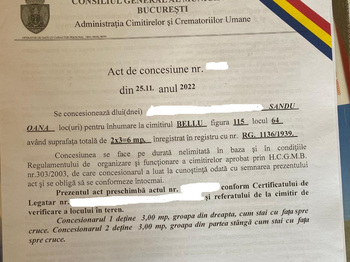 CONSILIUL GENERAL AL
BUCUREȘTI
Administrația Cimitirelor și Crematoriilor Umane
Act de concesiune nr.
din 25.11. anul 2022
Se concesionează dlui(dnei) SANDU
OANA loc(uri) pentru înhumare la cimitirul BELLU figura 115 locul 64
având suprafața totală de 2x3=6 mp. înregistrat în registru cu nr. RG. 1136/1939.
Concesiunea se face pe durată nelimitată în baza și în condițiile
Regulamentului de organizare și funcționare a cimitirelor aprobat prin H.C.G.M.B.
nr.303/2003, de care concesionarul a luat la cunoștință odată cu semnarea prezentului
act și se obligă să se conformeze întocmai.
Prezentul act preschimbă actul nr. conform Certificatului de
Legatar nr. și referatului de la cimitir de
verificare a locului în teren.
Concesionarul 1 deține 3,00 mp, groapa din dreapta, cum stai cu fața spre
cruce. Concesionarul 2 deține 3,00 mp, groapa din partea stângă cum stai cu fața
spre cruce.